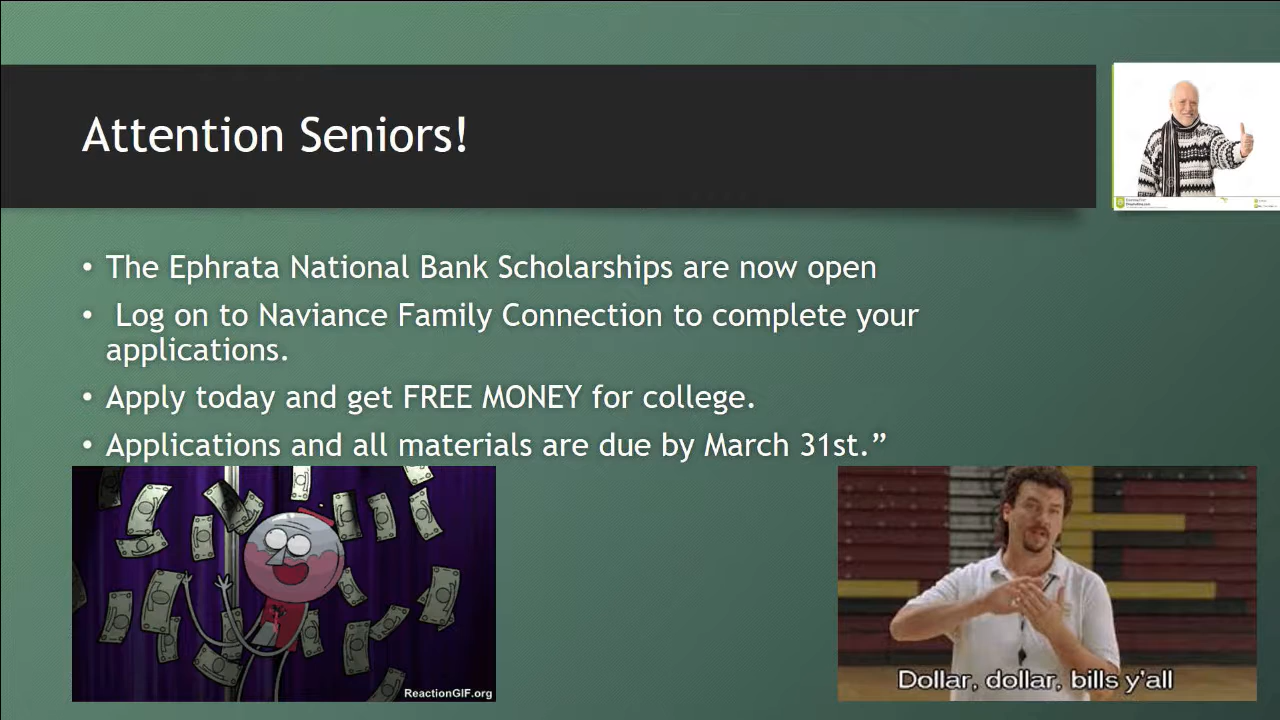 Attention Seniors!
• The Ephrata National Bank Scholarships are now open
• Log on to Naviance Family Connection to complete your
applications.
• Apply today and get FREE MONEY for college.
• Applications and all materials are due by March 31st.”
ReactionGIF.org
Dollar, dollar, bills y'all